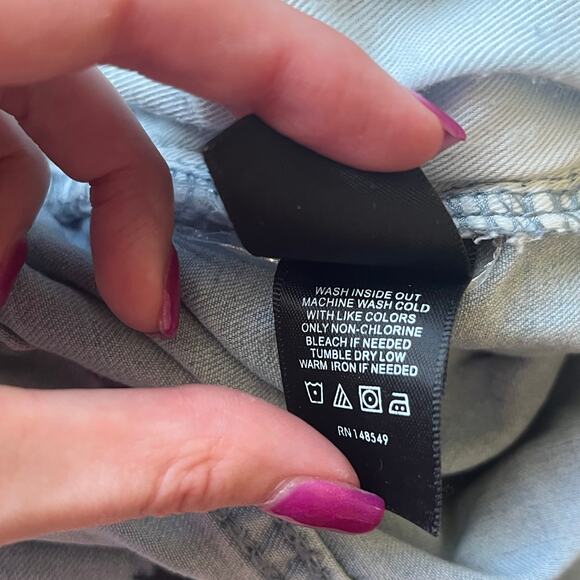 WASH INSIDE OUT
MACHINE WASH COLD
WITH LIKE COLORS
ONLY NON-CHLORINE
BLEACH IF NEEDED
TUMBLE DRY LOW
WARM IRON IF NEEDED
RN148549